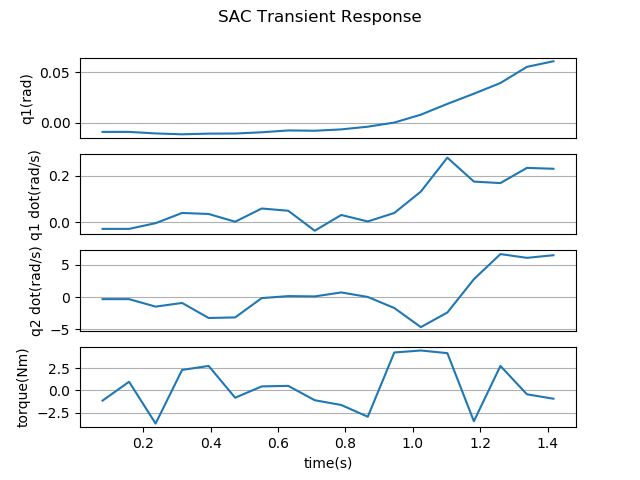 SAC Transient Response
q1(rad)
0.05
0.00
q1 dot(rad/s)
0.2
0.0
q2 dot(rad/s)
5
0
−5
torque(Nm)
2.5
0.0
−2.5
0.2 0.4 0.6 0.8 1.0 1.2 1.4
time(s)